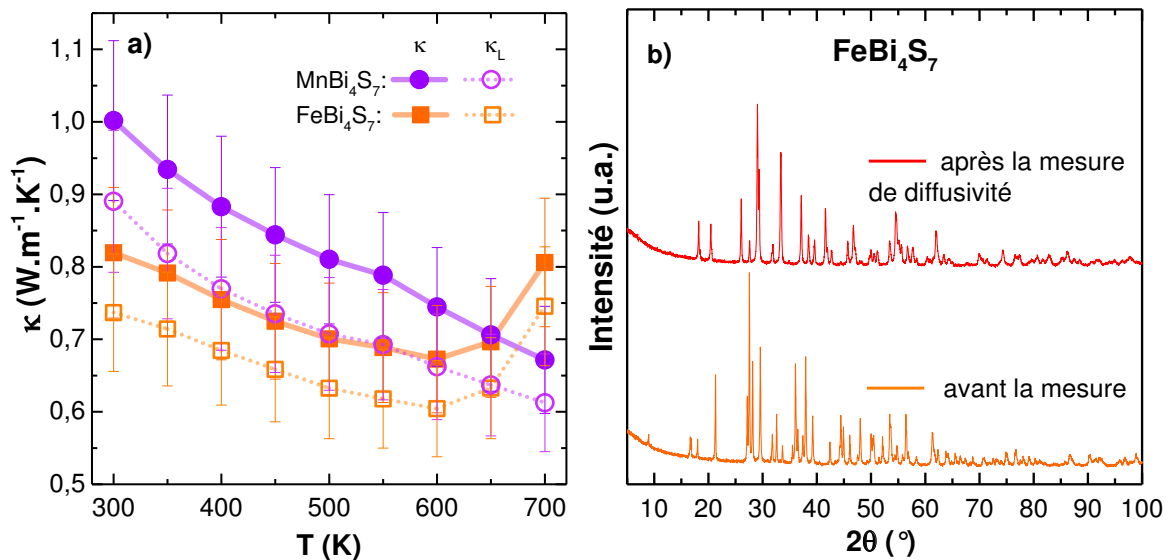 a)
κ κ_L
MnBi₄S₇:
FeBi₄S₇:
1,1
1,0
0,9
0,8
0,7
0,6
0,5
κ (W.m⁻¹.K⁻¹)
300 400 500 600 700
T (K)
b) FeBi₄S₇
après la mesure
de diffusivité
avant la mesure
Intensité (u.a.)
10 20 30 40 50 60 70 80 90 100
2θ (°)